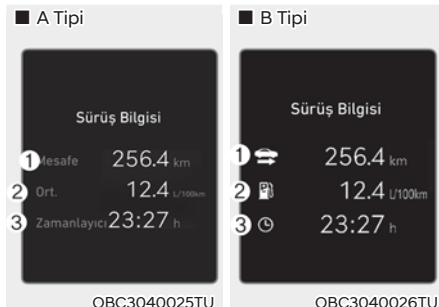 ■ A Tipi
Sürüş Bilgisi
1 Mesafe 256.4 km
2 Ort. 12.4 L/100km
3 Zamanlayıcı 23:27 h
OBC3040025TU
■ B Tipi
Sürüş Bilgisi
1 256.4 km
2 12.4 L/100km
3 23:27 h
OBC3040026TU